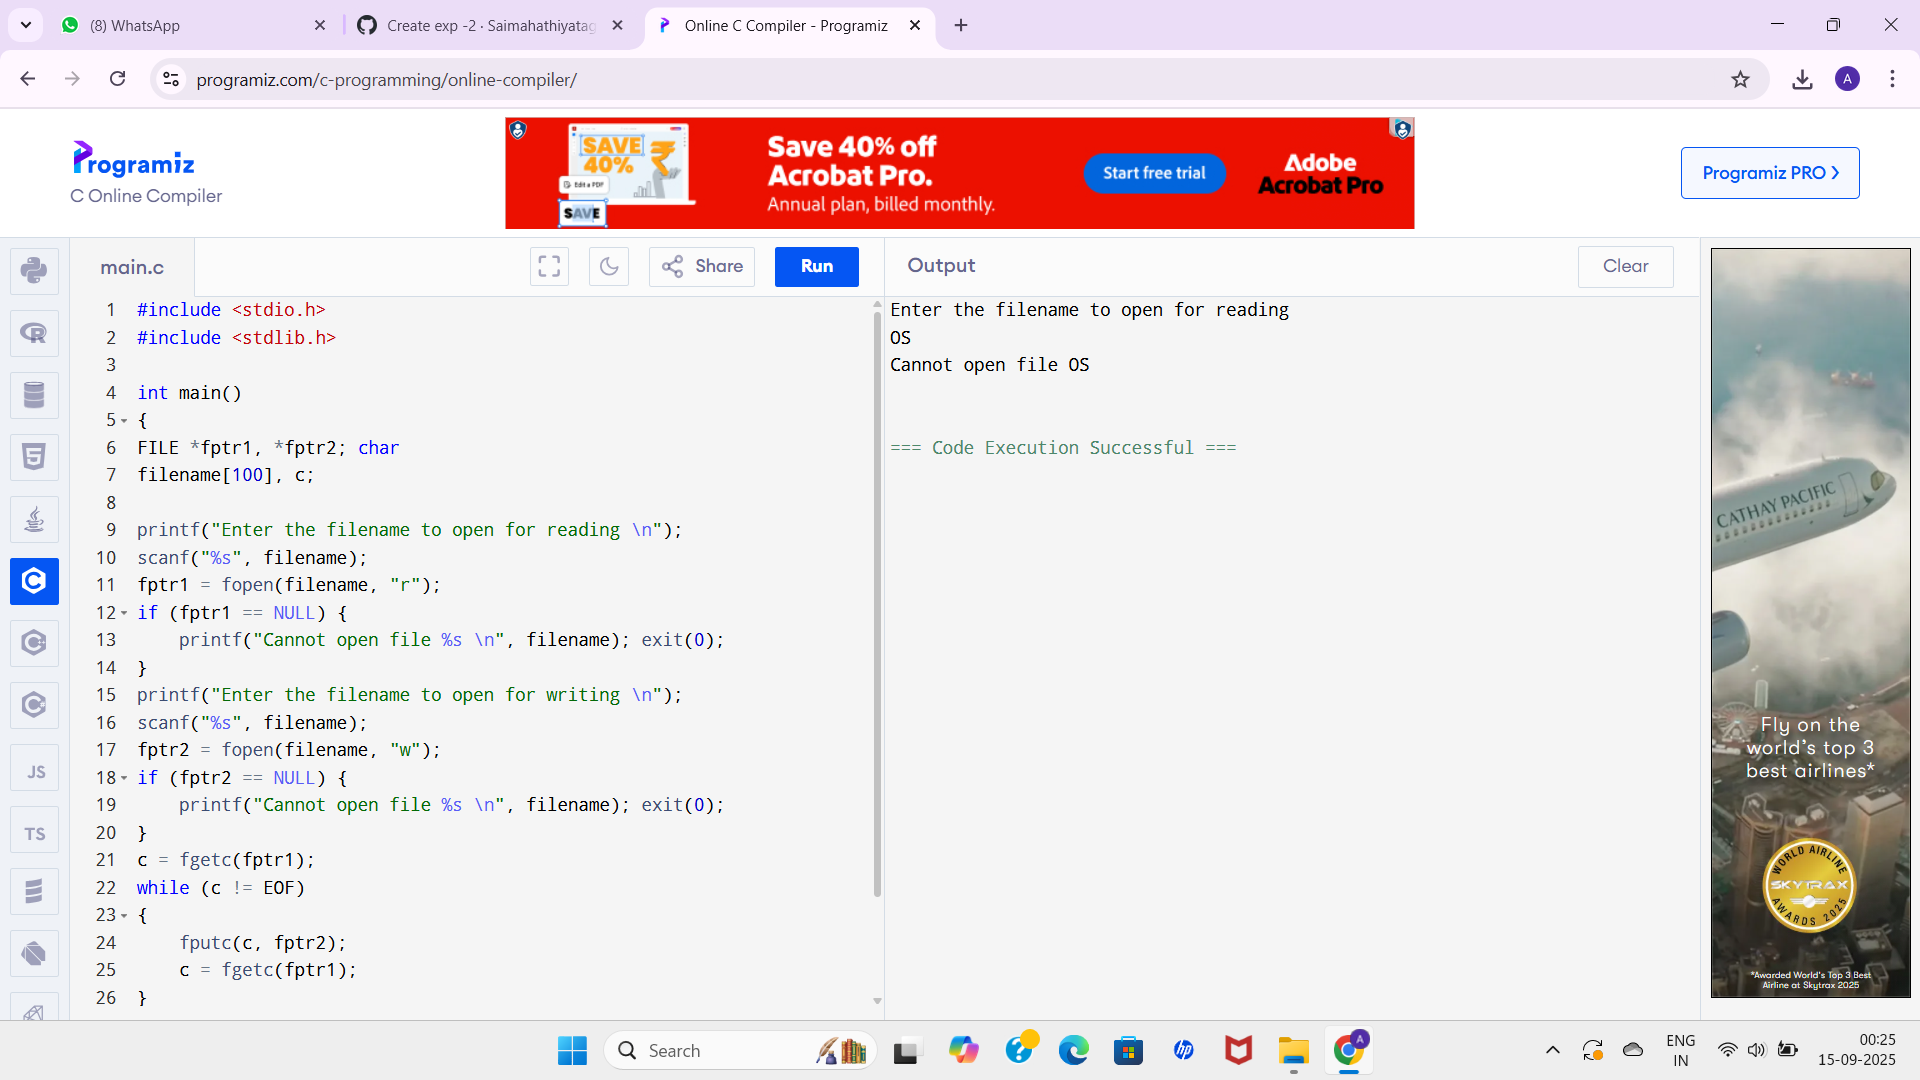 (8) WhatsApp
Create exp -2 · Saimahathiyatag
Online C Compiler - Programiz
programiz.com/c-programming/online-compiler/
A
Programiz
C Online Compiler
SAVE
40%
Edit a PDF
SAVE
Save 40% off
Acrobat Pro.
Annual plan, billed monthly.
Start free trial
Adobe
Acrobat Pro
Programiz PRO
main.c
Share
Run
Output
Clear
1 #include <stdio.h>
2 #include <stdlib.h>
3
4 int main()
5 {
6 FILE *fptr1, *fptr2; char
7 filename[100], c;
8
9 printf("Enter the filename to open for reading \n");
10 scanf("%s", filename);
11 fptr1 = fopen(filename, "r");
12 if (fptr1 == NULL) {
13 printf("Cannot open file %s \n", filename); exit(0);
14 }
15 printf("Enter the filename to open for writing \n");
16 scanf("%s", filename);
17 fptr2 = fopen(filename, "w");
18 if (fptr2 == NULL) {
19 printf("Cannot open file %s \n", filename); exit(0);
20 }
21 c = fgetc(fptr1);
22 while (c != EOF)
23 {
24 fputc(c, fptr2);
25 c = fgetc(fptr1);
26 }
Enter the filename to open for reading
OS
Cannot open file OS
=== Code Execution Successful ===
R
5
C
JS
TS
CATHAY PACIFIC
Fly on the
world's top 3
best airlines*
WORLD AIRLINE
SKYTRAX
AWARDS 2025
*Awarded World's Top 3 Best
Airline at Skytrax 2025
Search
hp
A
ENG
IN
00:25
15-09-2025